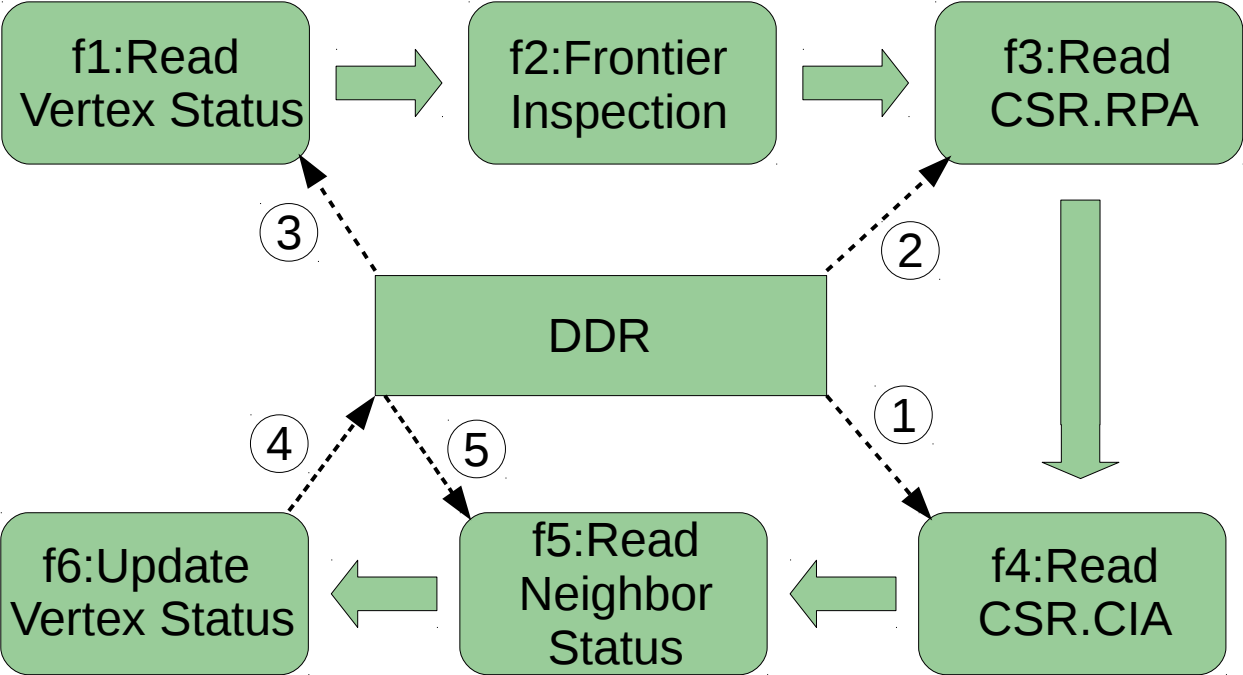 f1:Read
Vertex Status
f2:Frontier
Inspection
f3:Read
CSR.RPA
3
2
DDR
1
4
5
f6:Update
Vertex Status
f5:Read
Neighbor
Status
f4:Read
CSR.CIA